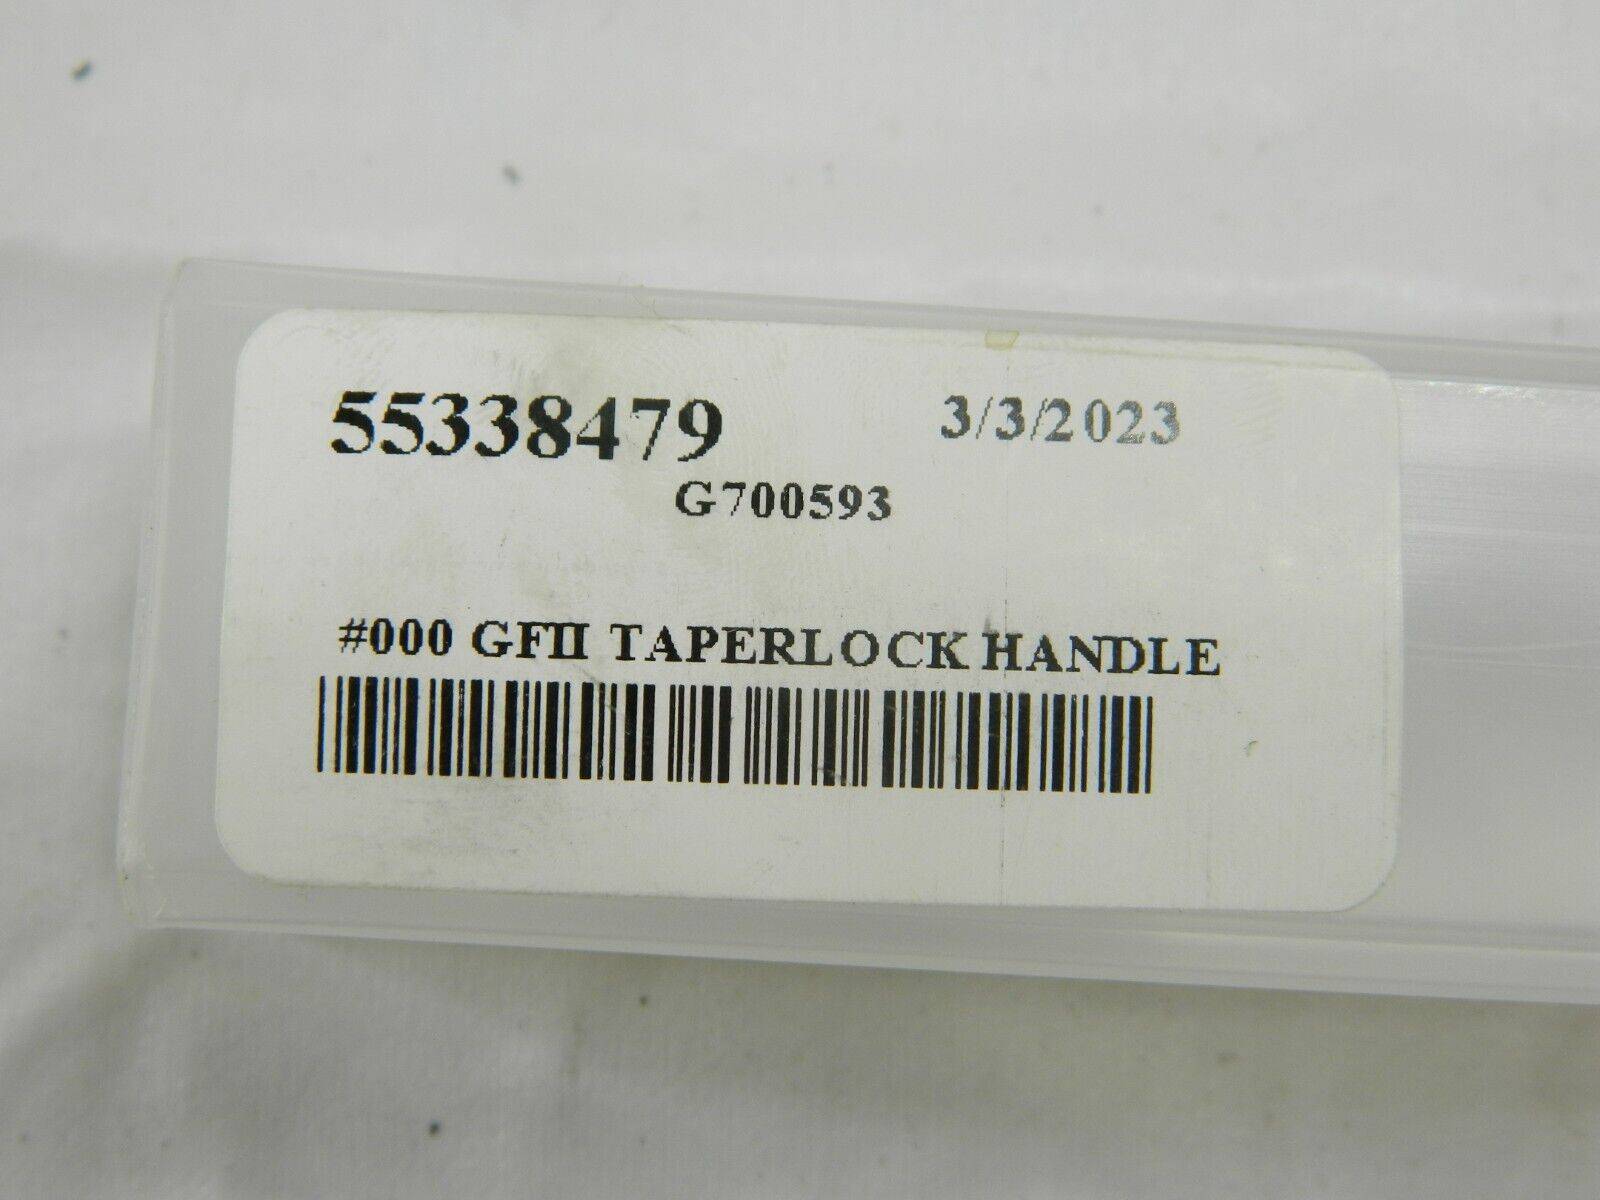 55338479 3/3/2023
G700593
#000 GFII TAPERLOCK HANDLE